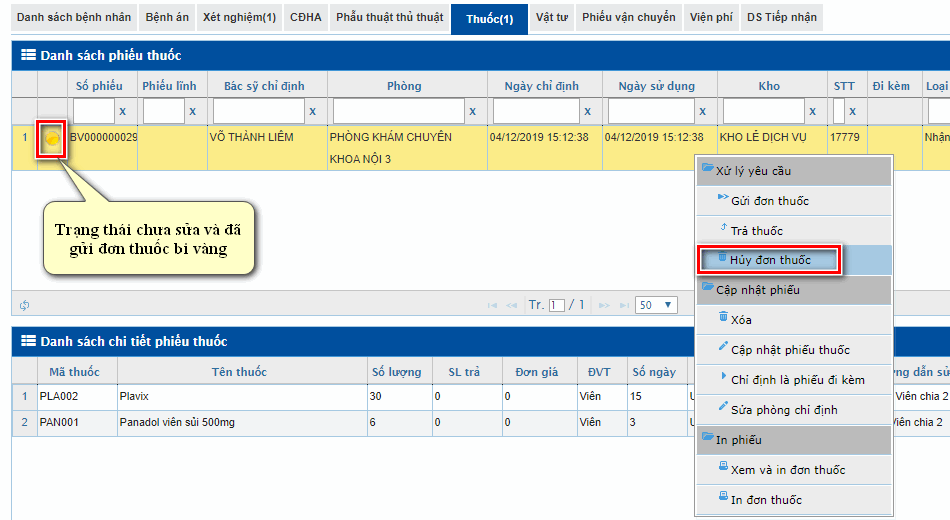 Danh sách bệnh nhân Bệnh án Xét nghiệm(1) CĐHA Phẫu thuật thủ thuật Thuốc(1) Vật tư Phiếu vận chuyển Viện phí DS Tiếp nhận
Danh sách phiếu thuốc
Số phiếu Phiếu lĩnh Bác sỹ chỉ định Phòng Ngày chỉ định Ngày sử dụng Kho STT Đi kèm Loại
x x x x x x x x
1 BV000000029 VÕ THÀNH LIÊM PHÒNG KHÁM CHUYÊN 04/12/2019 15:12:38 04/12/2019 15:12:38 KHO LẺ DỊCH VỤ 17779 Nhận
KHOA NỘI 3
Xử lý yêu cầu
Gửi đơn thuốc
Trả thuốc
Trạng thái chưa sửa và đã
gửi đơn thuốc bi vàng
Hủy đơn thuốc
Cập nhật phiếu
Tr. 1 / 1 50
Xóa
Danh sách chi tiết phiếu thuốc
Cập nhật phiếu thuốc
Mã thuốc Tên thuốc Số lượng SL trả Đơn giá ĐVT Số ngày ng dẫn sử
Chỉ định là phiếu đi kèm
1 PLA002 Plavix 30 0 0 Viên 15 U Viên chia 2
Sửa phòng chỉ định
2 PAN001 Panadol viên sủi 500mg 6 0 0 Viên 3 U Viên chia 2
In phiếu
Xem và in đơn thuốc
In đơn thuốc